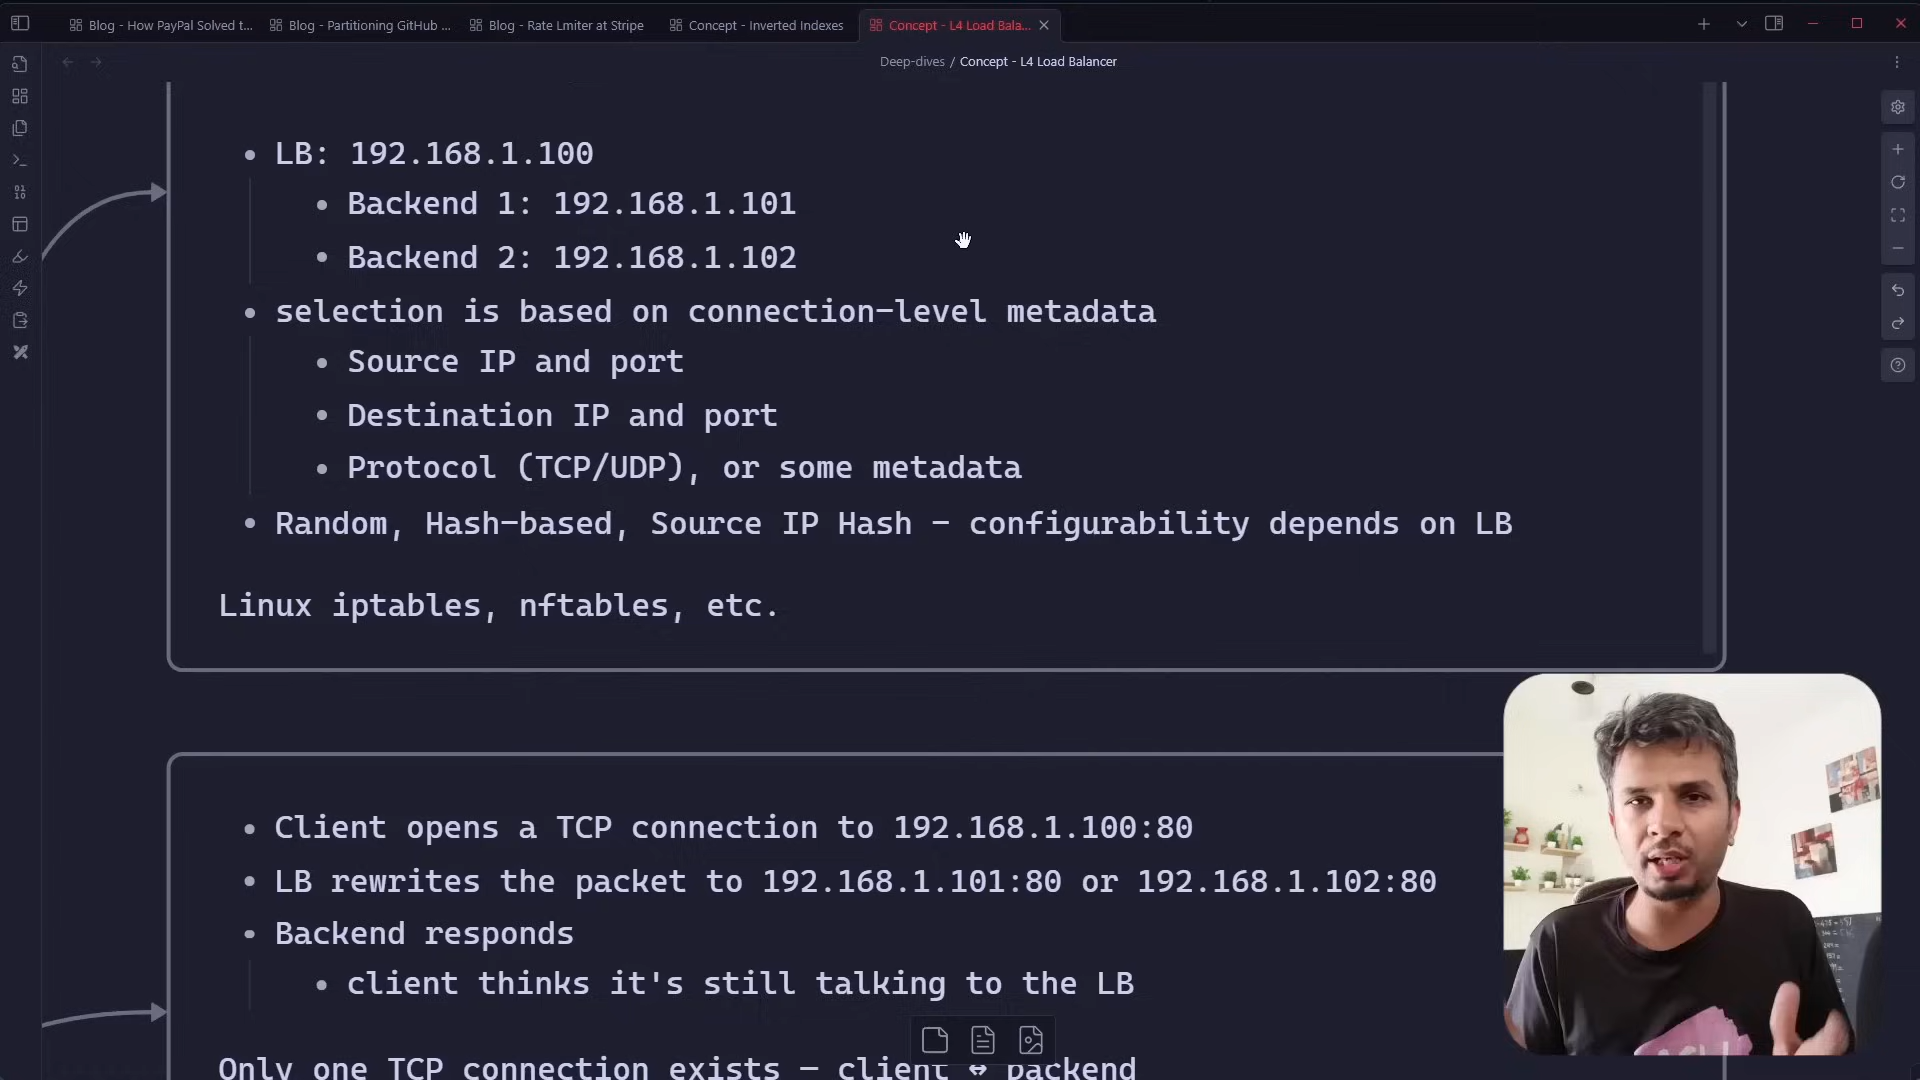 Blog - How PayPal Solved t...
Blog - Partitioning GitHub ...
Blog - Rate Lmiter at Stripe
Concept - Inverted Indexes
Concept - L4 Load Bala...
Deep-dives / Concept - L4 Load Balancer
• LB: 192.168.1.100
• Backend 1: 192.168.1.101
• Backend 2: 192.168.1.102
• selection is based on connection-level metadata
• Source IP and port
• Destination IP and port
• Protocol (TCP/UDP), or some metadata
• Random, Hash-based, Source IP Hash - configurability depends on LB
Linux iptables, nftables, etc.
• Client opens a TCP connection to 192.168.1.100:80
• LB rewrites the packet to 192.168.1.101:80 or 192.168.1.102:80
• Backend responds
• client thinks it's still talking to the LB
Only one TCP connection exists - client ⇔ backend